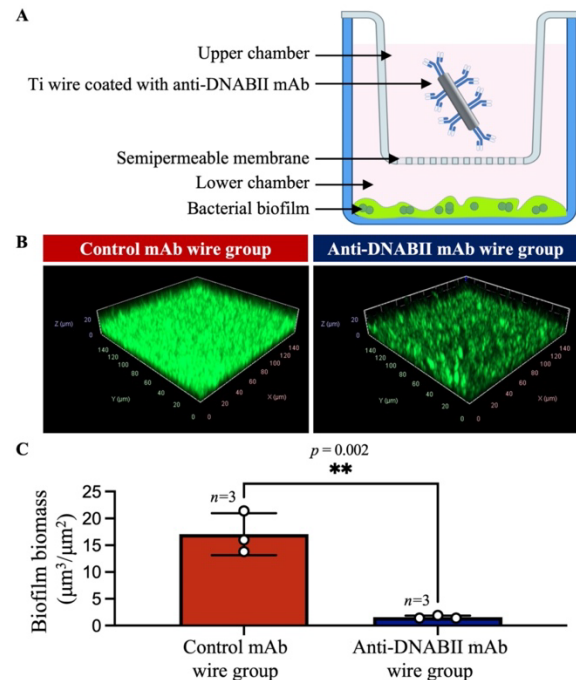 A
Upper chamber
Ti wire coated with anti-DNABII mAb
Semipermeable membrane
Lower chamber
Bacterial biofilm
B
Control mAb wire group
Anti-DNABII mAb wire group
Z (µm)
20
0
140
120
100
80
60
40
20
0
Y (µm)
0
20
40
60
80
100
120
140
X (µm)
Z (µm)
20
0
140
120
100
80
60
40
20
0
Y (µm)
0
20
40
60
80
100
120
140
X (µm)
C
p = 0.002
**
Biofilm biomass
(µm³/µm²)
25
20
15
10
5
0
n=3
n=3
Control mAb
wire group
Anti-DNABII mAb
wire group